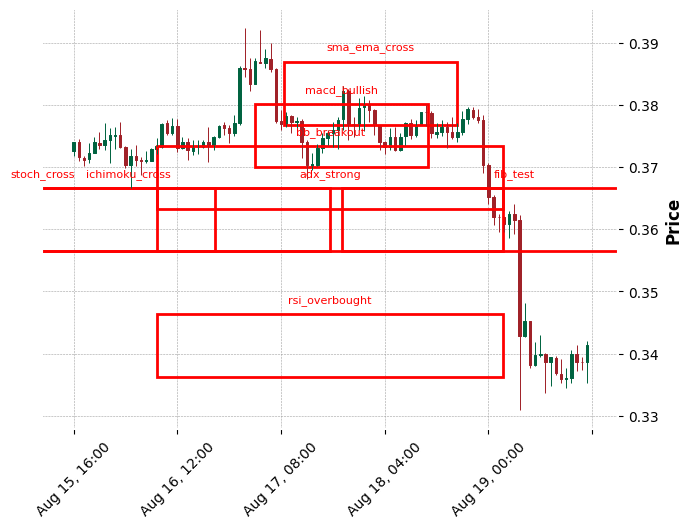 0.39
sma_ema_cross
macd_bullish
0.38
bb_breakout
0.37
stoch_cross
ichimoku_cross
adx_strong
fib_test
0.36
Price
0.35
rsi_overbought
0.34
0.33
Aug 15, 16:00
Aug 16, 12:00
Aug 17, 08:00
Aug 18, 04:00
Aug 19, 00:00